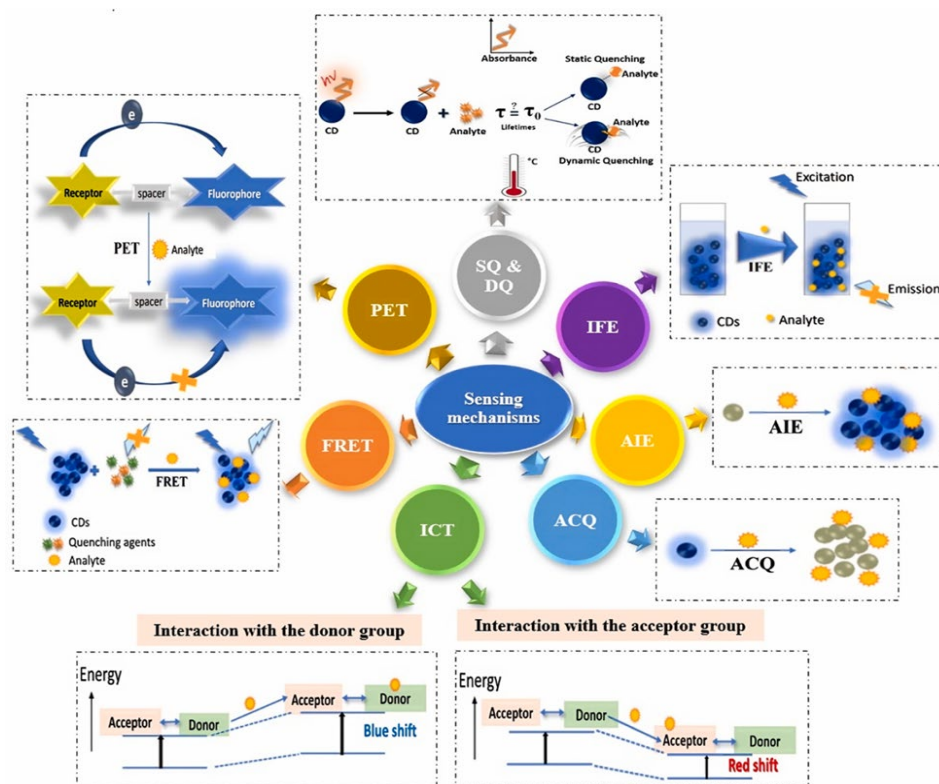 Absorbance
hν
CD
CD
+
Analyte
τ ?= τ0
Lifetimes
Static Quenching
Analyte
CD
CD
Analyte
Dynamic Quenching
°C
e
Receptor
spacer
Fluorophore
PET
Analyte
Receptor
spacer
Fluorophore
e
Excitation
IFE
Emission
CDs
Analyte
SQ &
DQ
PET
IFE
Sensing
mechanisms
FRET
AIE
ICT
ACQ
AIE
ACQ
+
FRET
CDs
Quenching agents
Analyte
Interaction with the donor group
Interaction with the acceptor group
Energy
Acceptor
Donor
Acceptor
Donor
Blue shift
Energy
Acceptor
Donor
Acceptor
Donor
Red shift